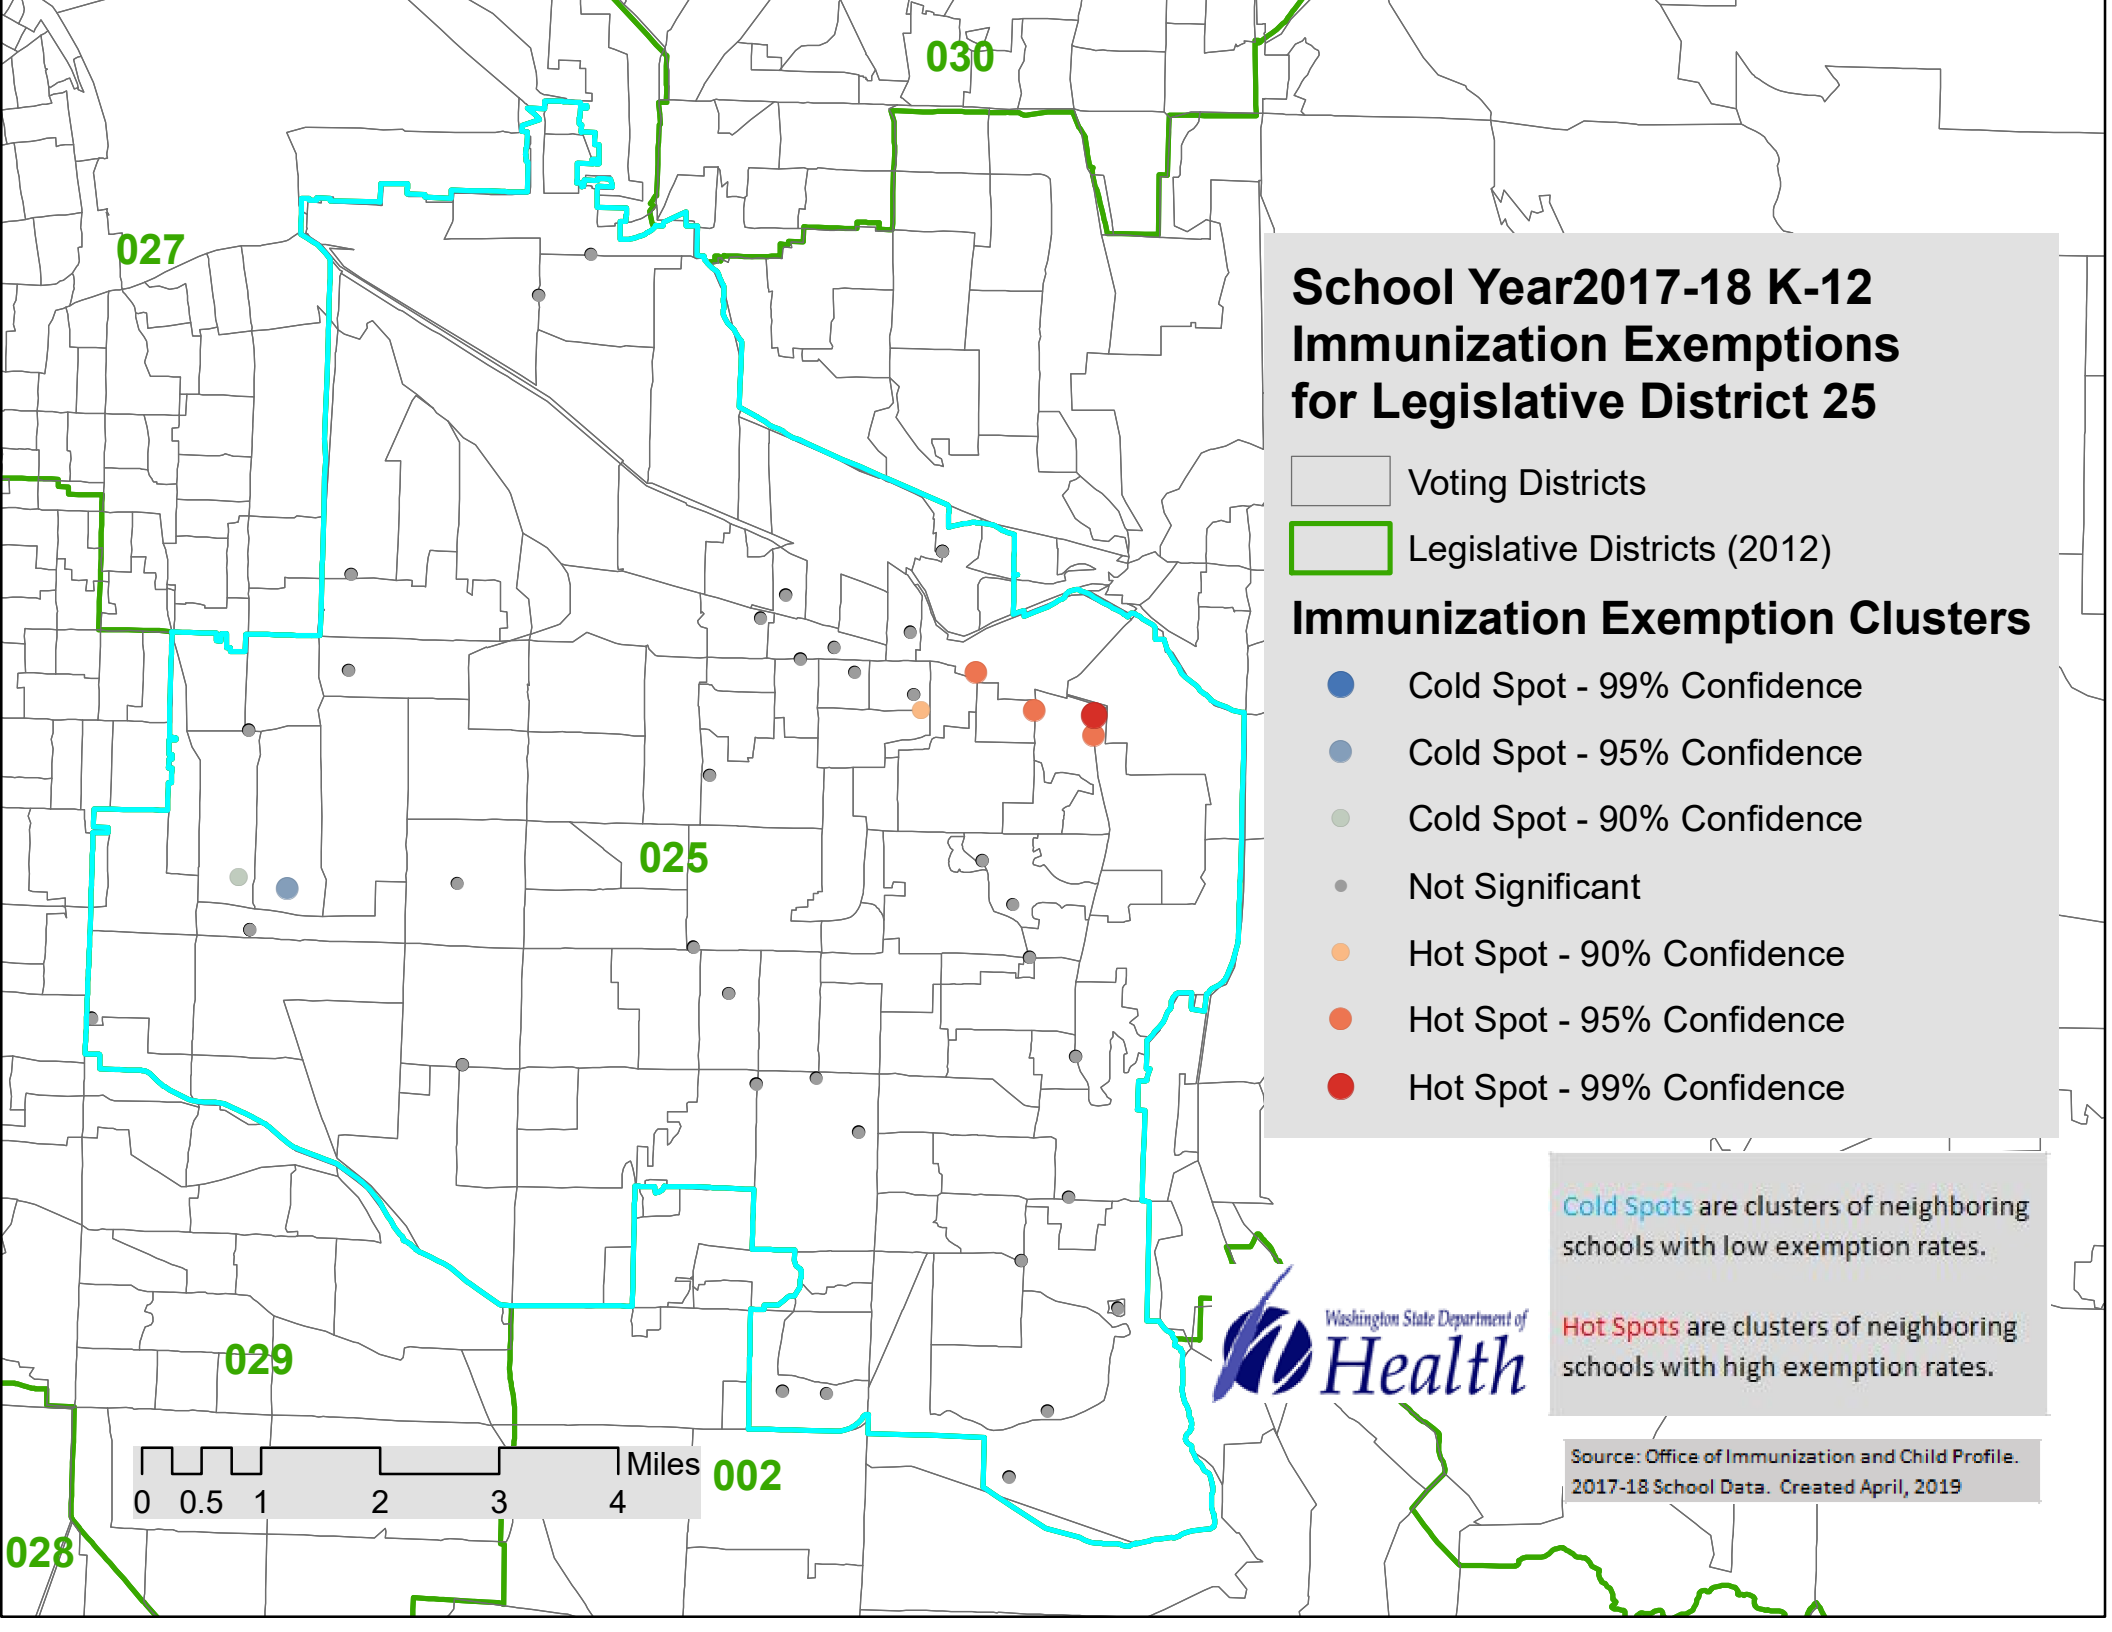 030
027
School Year2017-18 K-12
Immunization Exemptions
for Legislative District 25
Voting Districts
Legislative Districts (2012)
Immunization Exemption Clusters
Cold Spot - 99% Confidence
Cold Spot - 95% Confidence
Cold Spot - 90% Confidence
Not Significant
Hot Spot - 90% Confidence
Hot Spot - 95% Confidence
Hot Spot - 99% Confidence
025
Cold Spots are clusters of neighboring
schools with low exemption rates.
Hot Spots are clusters of neighboring
schools with high exemption rates.
Washington State Department of
Health
029
002
Miles
0 0.5 1 2 3 4
028
Source: Office of Immunization and Child Profile.
2017-18 School Data. Created April, 2019